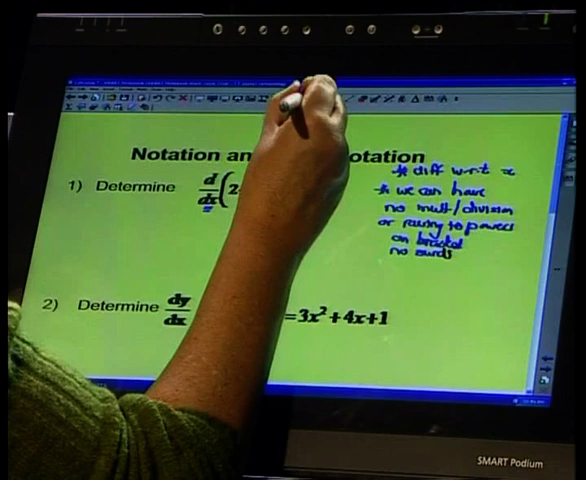 Notation an otation
1) Determine d/dx(2
* diff w.r.t x
* we can have
no mult/division
or raising to powers
on bracket
no surds
2) Determine dy/dx =3x²+4x+1
SMART Podium